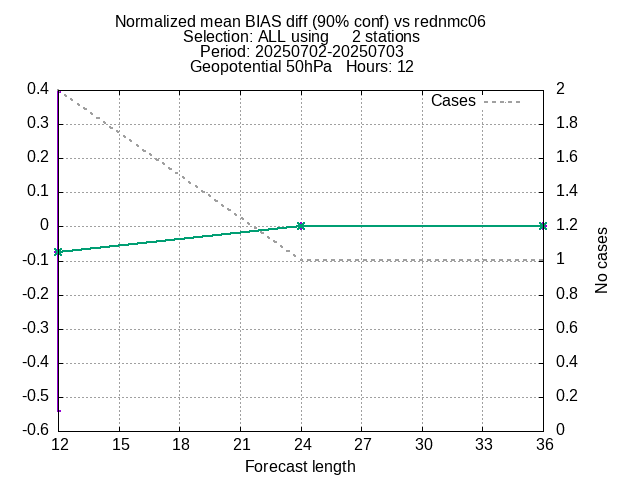 Normalized mean BIAS diff (90% conf) vs rednmc06
Selection: ALL using     2 stations
Period: 20250702-20250703
Geopotential 50hPa   Hours: 12
Cases
0.4
0.3
0.2
0.1
0
-0.1
-0.2
-0.3
-0.4
-0.5
-0.6
2
1.8
1.6
1.4
1.2
1
0.8
0.6
0.4
0.2
0
No cases
12 15 18 21 24 27 30 33 36
Forecast length